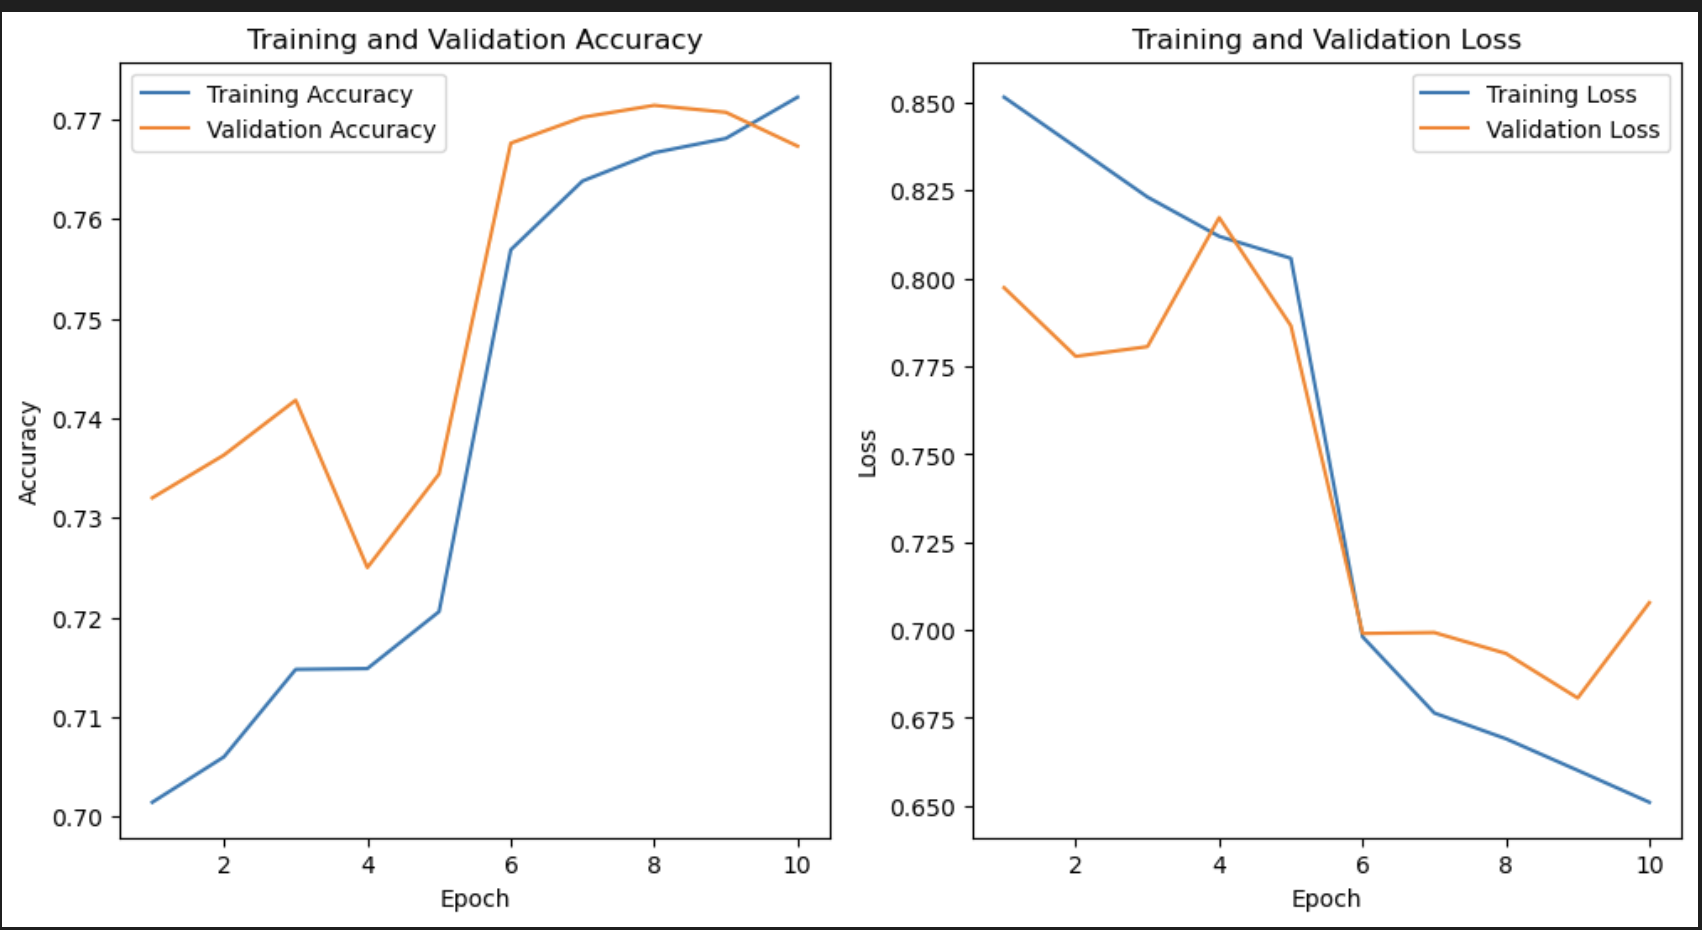 Training and Validation Accuracy
Training Accuracy
Validation Accuracy
0.77
0.76
0.75
0.74
0.73
0.72
0.71
0.70
Accuracy
2 4 6 8 10
Epoch
Training and Validation Loss
Training Loss
Validation Loss
0.850
0.825
0.800
0.775
0.750
0.725
0.700
0.675
0.650
Loss
2 4 6 8 10
Epoch